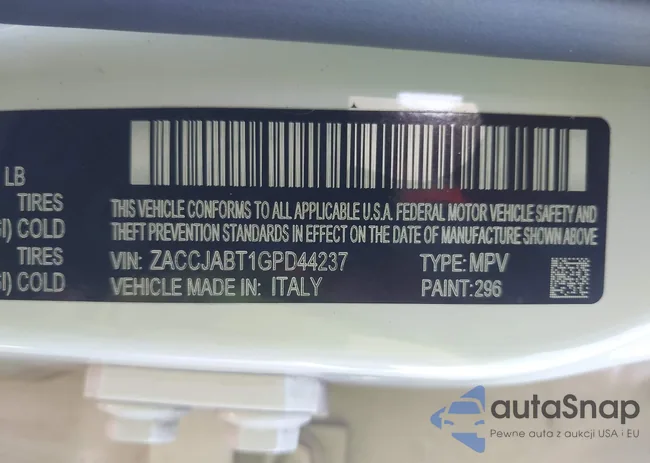 LB
TIRES
COLD
TIRES
COLD
THIS VEHICLE CONFORMS TO ALL APPLICABLE U.S.A. FEDERAL MOTOR VEHICLE SAFETY AND
THEFT PREVENTION STANDARDS IN EFFECT ON THE DATE OF MANUFACTURE SHOWN ABOVE
VIN: ZACCJABT1GPD44237 TYPE: MPV
VEHICLE MADE IN: ITALY PAINT:296
autaSnap
Pewne auta z aukcji USA i EU